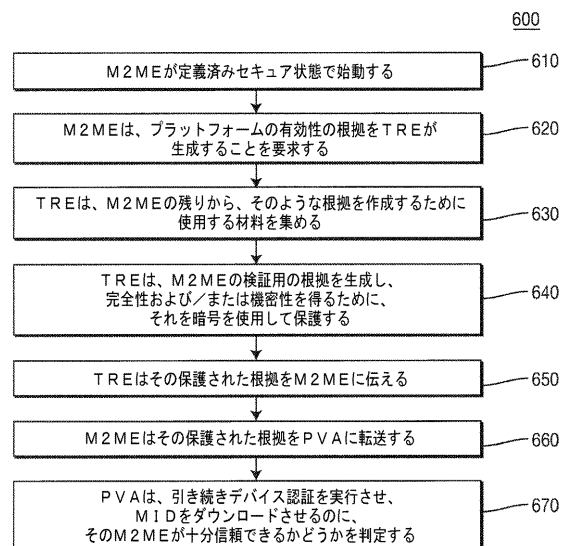 600
M2MEが定義済みセキュア状態で始動する
610
M2MEは、プラットフォームの有効性の根拠をTREが
生成することを要求する
620
TREは、M2MEの残りから、そのような根拠を作成するために
使用する材料を集める
630
TREは、M2MEの検証用の根拠を生成し、
完全性および/または機密性を得るために、
それを暗号を使用して保護する
640
TREはその保護された根拠をM2MEに伝える
650
M2MEはその保護された根拠をPVAに転送する
660
PVAは、引き続きデバイス認証を実行させ、
MIDをダウンロードさせるのに、
そのM2MEが十分信頼できるかどうかを判定する
670